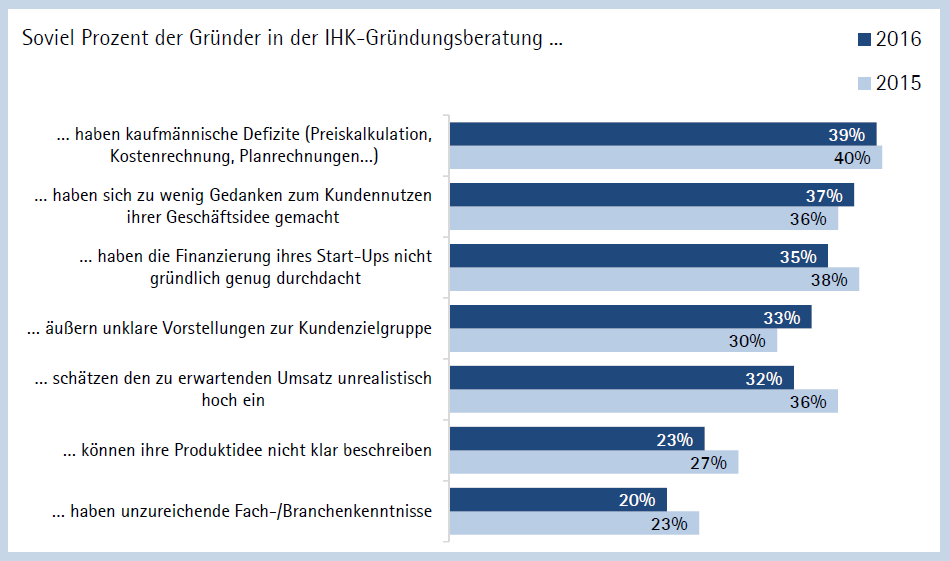 Soviel Prozent der Gründer in der IHK-Gründungsberatung ...
2016
2015
... haben kaufmännische Defizite (Preiskalkulation,
Kostenrechnung, Planrechnungen...)
39%
40%
... haben sich zu wenig Gedanken zum Kundennutzen
ihrer Geschäftsidee gemacht
37%
36%
... haben die Finanzierung ihres Start-Ups nicht
gründlich genug durchdacht
35%
38%
... äußern unklare Vorstellungen zur Kundenzielgruppe
33%
30%
... schätzen den zu erwartenden Umsatz unrealistisch
hoch ein
32%
36%
... können ihre Produktidee nicht klar beschreiben
23%
27%
... haben unzureichende Fach-/Branchenkenntnisse
20%
23%